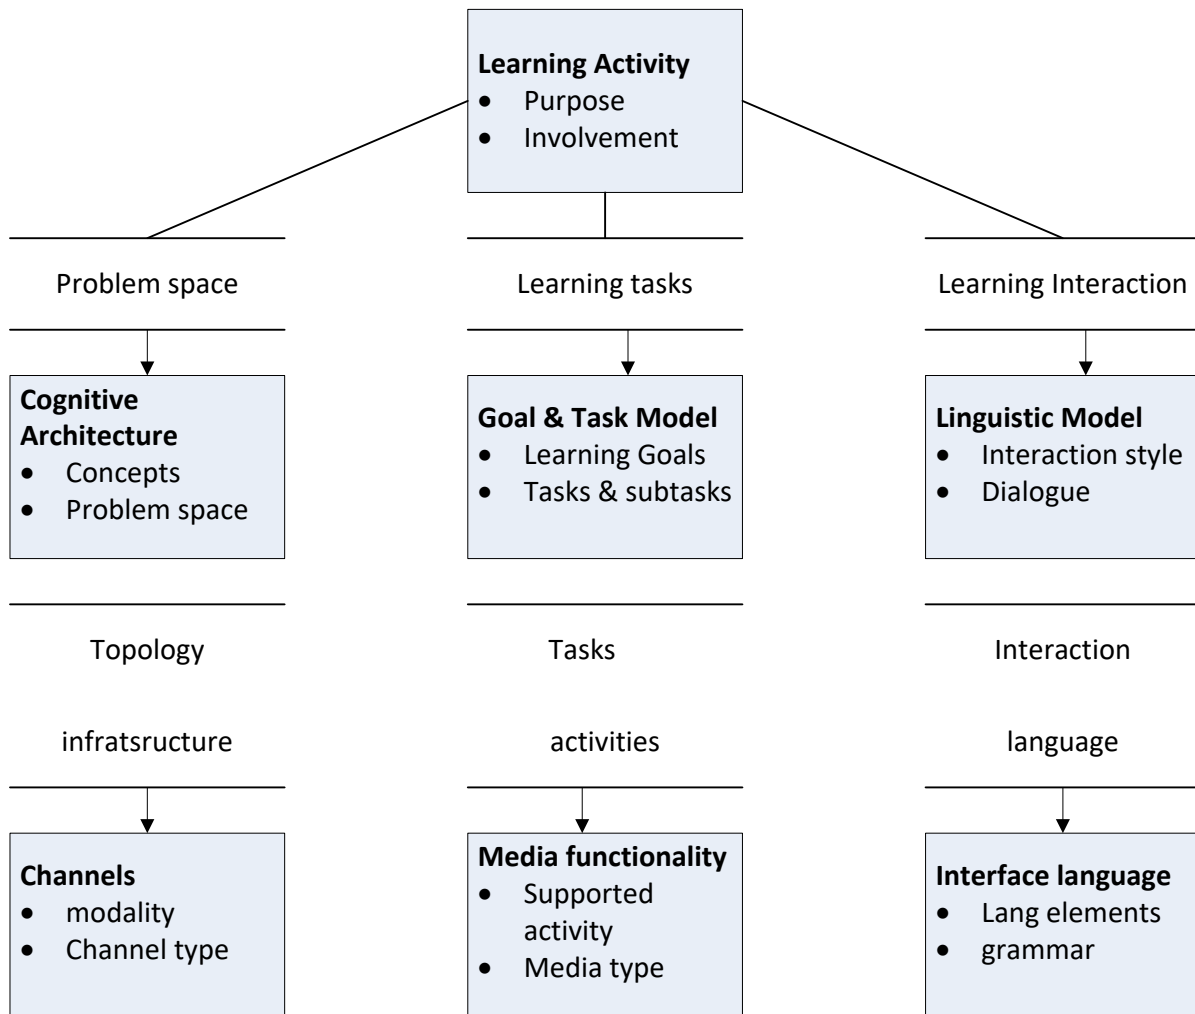 Learning Activity
• Purpose
• Involvement
Problem space
Learning tasks
Learning Interaction
Cognitive
Architecture
• Concepts
• Problem space
Goal & Task Model
• Learning Goals
• Tasks & subtasks
Linguistic Model
• Interaction style
• Dialogue
Topology
infratsructure
Tasks
activities
Interaction
language
Channels
• modality
• Channel type
Media functionality
• Supported
activity
• Media type
Interface language
• Lang elements
• grammar